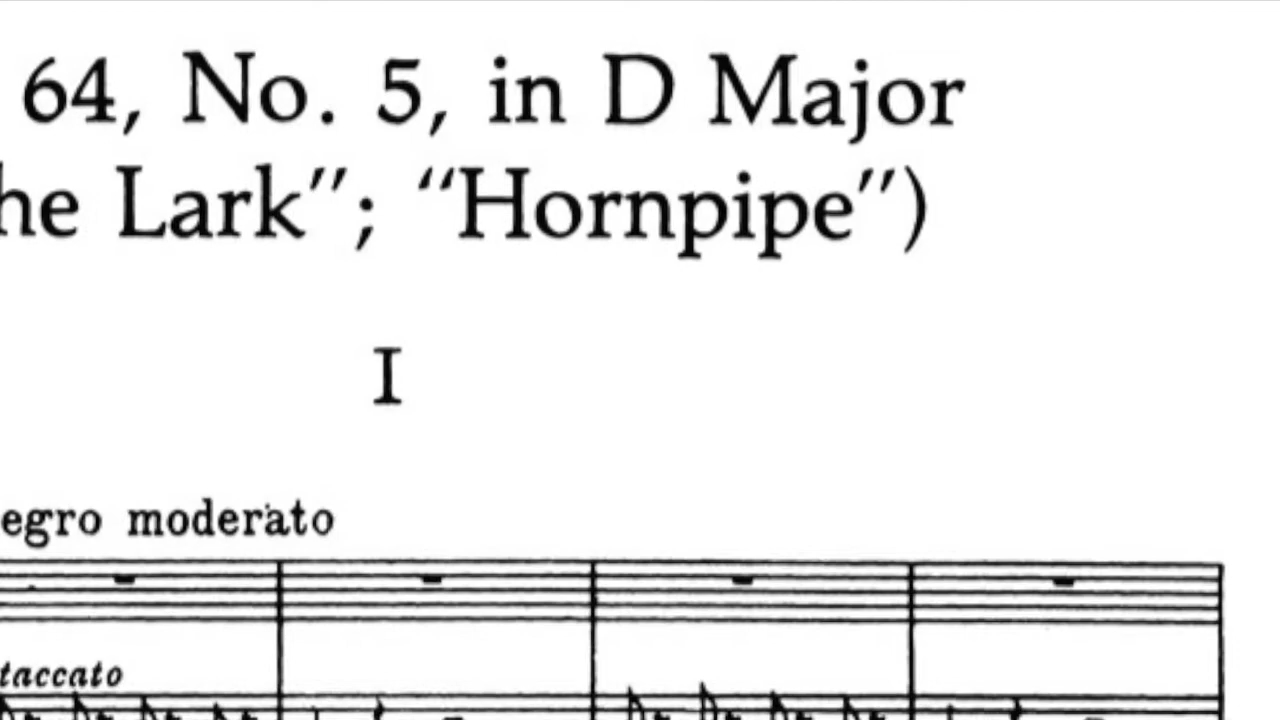 64, No. 5, in D Major
he Lark”; “Hornpipe”)
I
egro moderato
taccato